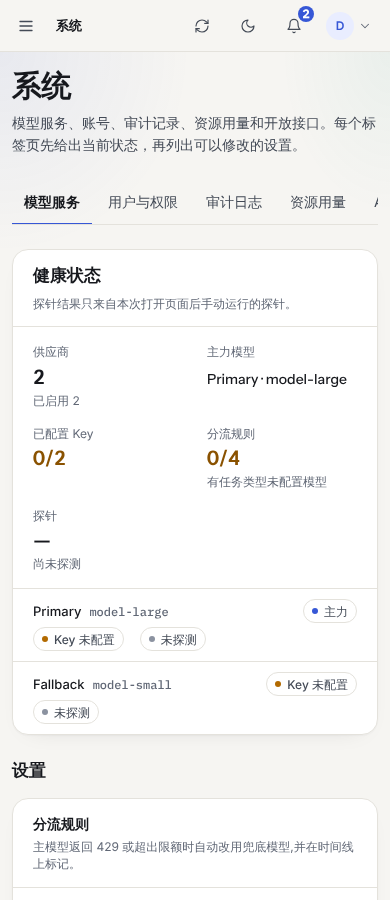 系统
2
D
系统
模型服务、账号、审计记录、资源用量和开放接口。每个标
签页先给出当前状态，再列出可以修改的设置。
模型服务 用户与权限 审计日志 资源用量
健康状态
探针结果只来自本次打开页面后手动运行的探针。
供应商 主力模型
2 Primary · model-large
已启用 2
已配置 Key 分流规则
0/2 0/4
有任务类型未配置模型
探针
—
尚未探测
Primary model-large 主力
Key 未配置 未探测
Fallback model-small Key 未配置
未探测
设置
分流规则
主模型返回 429 或超出限额时自动改用兜底模型,并在时间线
上标记。